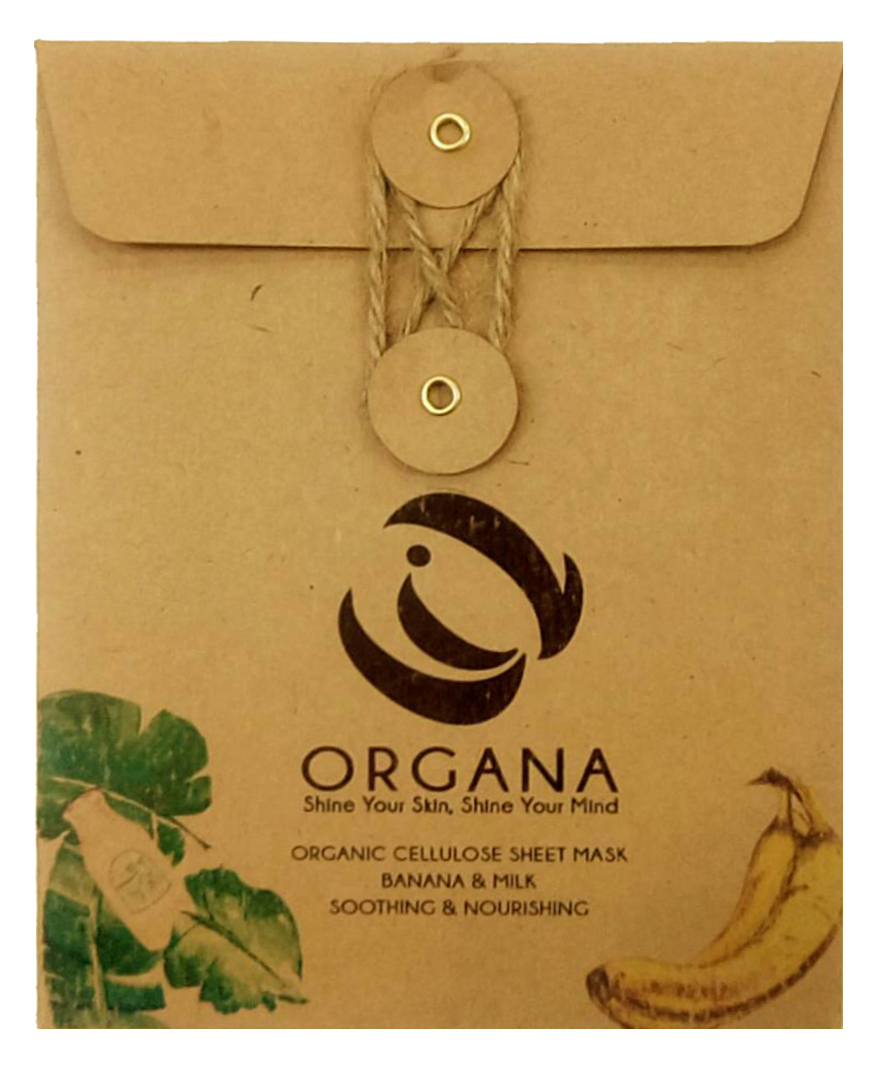 ORGANA
Shine Your Skin, Shine Your Mind
ORGANIC CELLULOSE SHEET MASK
BANANA & MILK
SOOTHING & NOURISHING